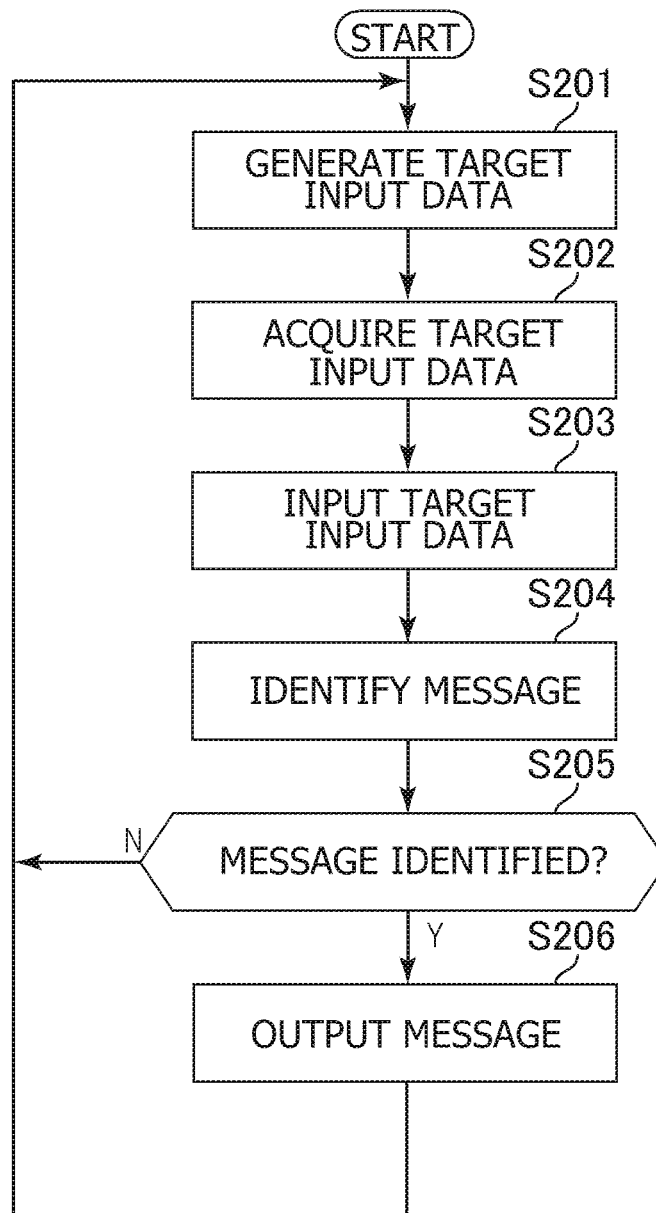 START
S201
GENERATE TARGET
INPUT DATA
S202
ACQUIRE TARGET
INPUT DATA
S203
INPUT TARGET
INPUT DATA
S204
IDENTIFY MESSAGE
S205
N
MESSAGE IDENTIFIED?
Y
S206
OUTPUT MESSAGE